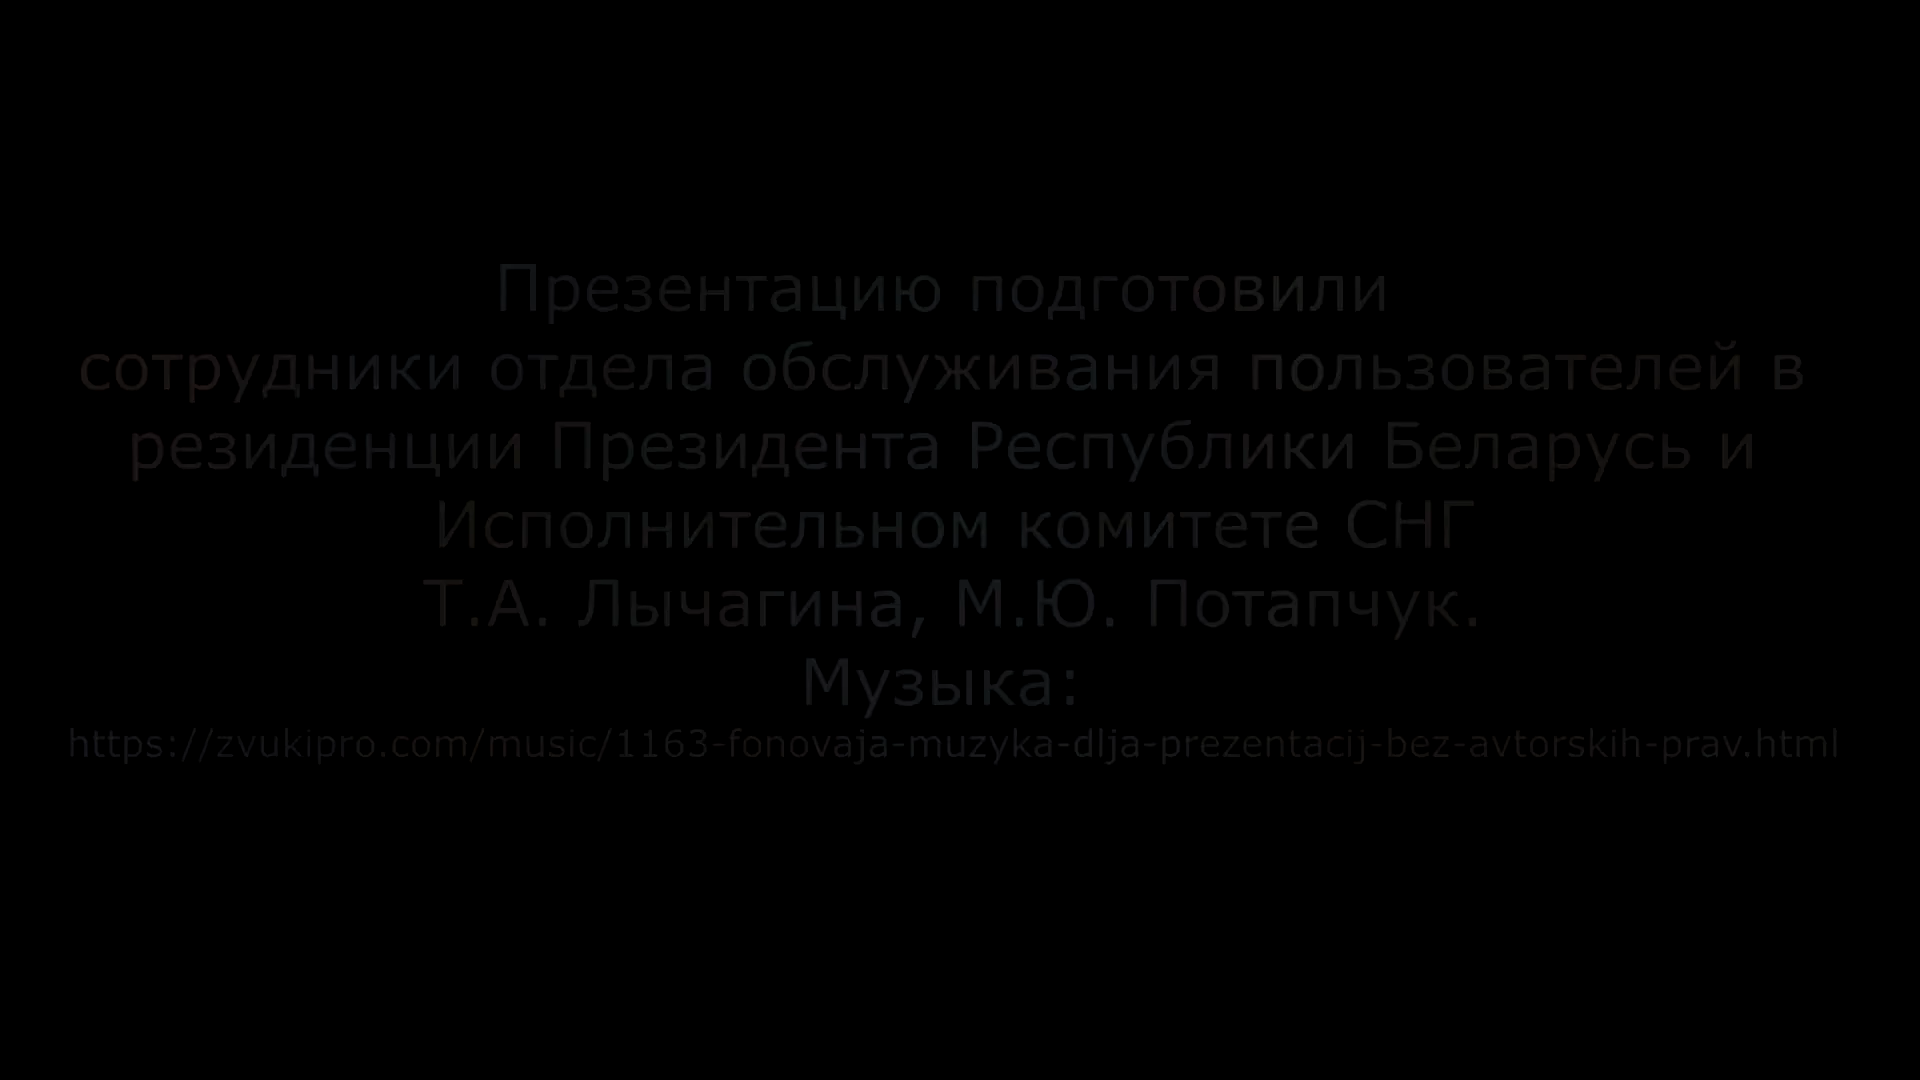 Презентацию подготовили
сотрудники отдела обслуживания пользователей в
резиденции Президента Республики Беларусь и
Исполнительном комитете СНГ
Т.А. Лычагина, М.Ю. Потапчук.
Музыка:
https://zvukipro.com/music/1163-fonovaja-muzyka-dlja-prezentacij-bez-avtorskih-prav.html